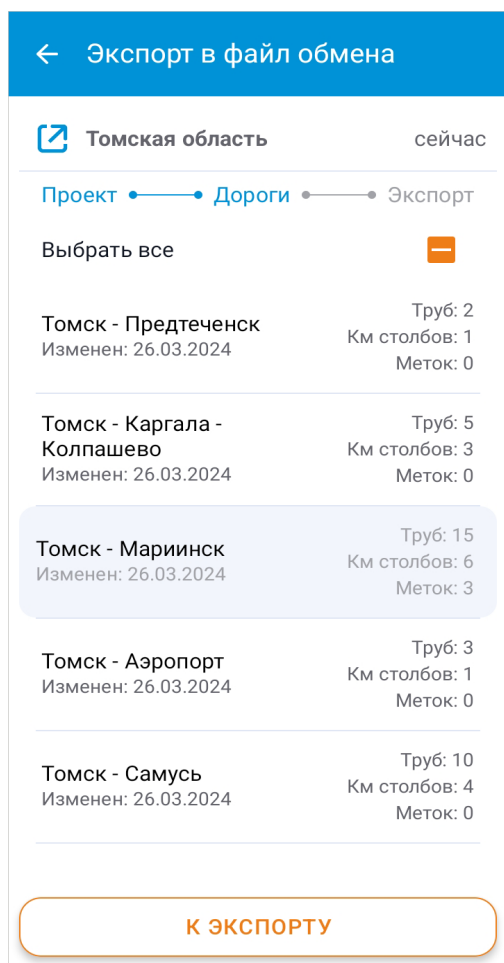 Экспорт в файл обмена
Томская область сейчас
Проект Дороги Экспорт
Выбрать все
Томск - Предтеченск
Изменен: 26.03.2024
Труб: 2
Км столбов: 1
Меток: 0
Томск - Каргала -
Колпашево
Изменен: 26.03.2024
Труб: 5
Км столбов: 3
Меток: 0
Томск - Мариинск
Изменен: 26.03.2024
Труб: 15
Км столбов: 6
Меток: 3
Томск - Аэропорт
Изменен: 26.03.2024
Труб: 3
Км столбов: 1
Меток: 0
Томск - Самусь
Изменен: 26.03.2024
Труб: 10
Км столбов: 4
Меток: 0
К ЭКСПОРТУ